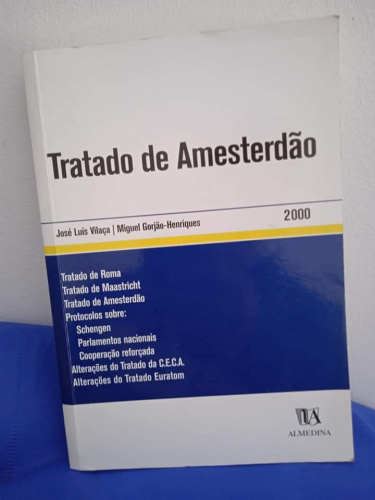 Tratado de Amesterdão
José Luís Vilaça | Miguel Gorjão-Henriques
2000
Tratado de Roma
Tratado de Maastricht
Tratado de Amesterdão
Protocolos sobre:
Schengen
Parlamentos nacionais
Cooperação reforçada
Alterações do Tratado da C.E.C.A.
Alterações do Tratado Euratom
ALMEDINA